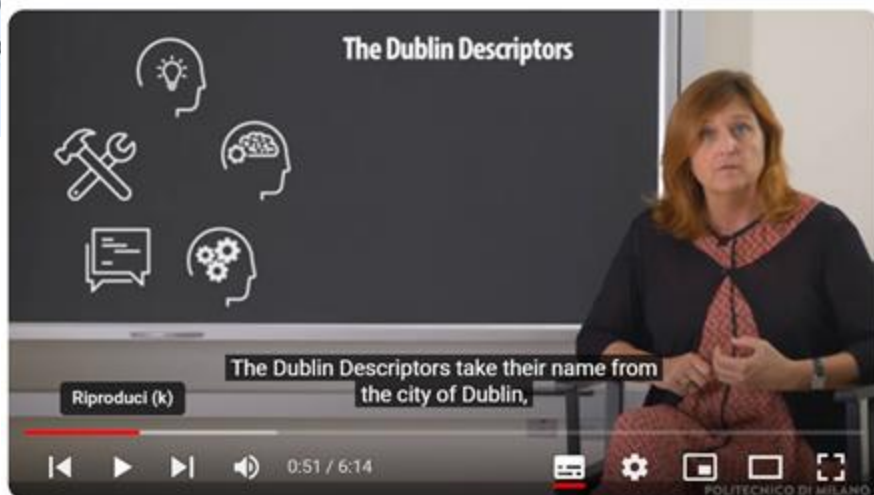 The Dublin Descriptors
The Dublin Descriptors take their name from
the city of Dublin,
Riproduci (k)
0:51 / 6:14
POLITECNICO DI MILANO